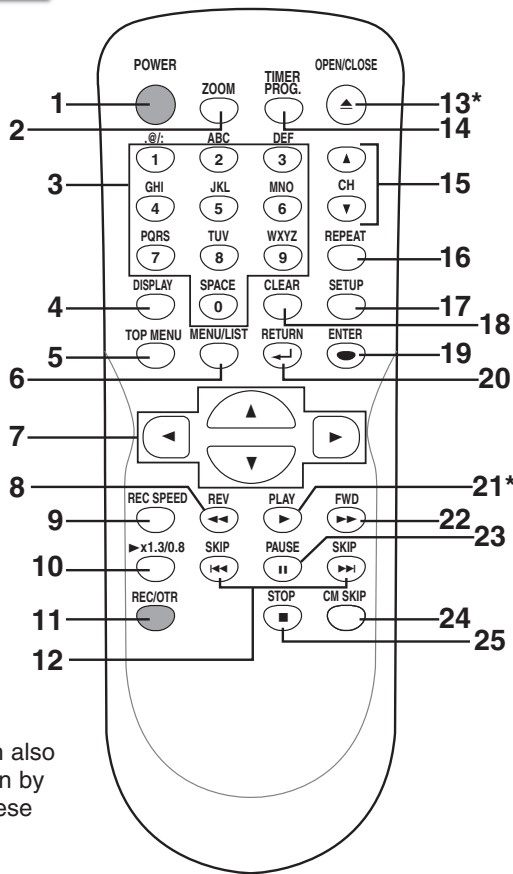 POWER
OPEN/CLOSE
ZOOM
TIMER
PROG.
1
2
13*
14
.@/:
ABC
DEF
1
2
3
3
15
GHI
JKL
MNO
CH
4
5
6
PQRS
TUV
WXYZ
REPEAT
7
8
9
16
DISPLAY
SPACE
CLEAR
SETUP
0
4
17
18
TOP MENU
MENU/LIST
RETURN
ENTER
5
6
19
20
7
8
REV
PLAY
21*
REC SPEED
FWD
9
22
23
►x1.3/0.8
SKIP
PAUSE
SKIP
10
REC/OTR
STOP
CM SKIP
11
24
12
25
also
n by
ese